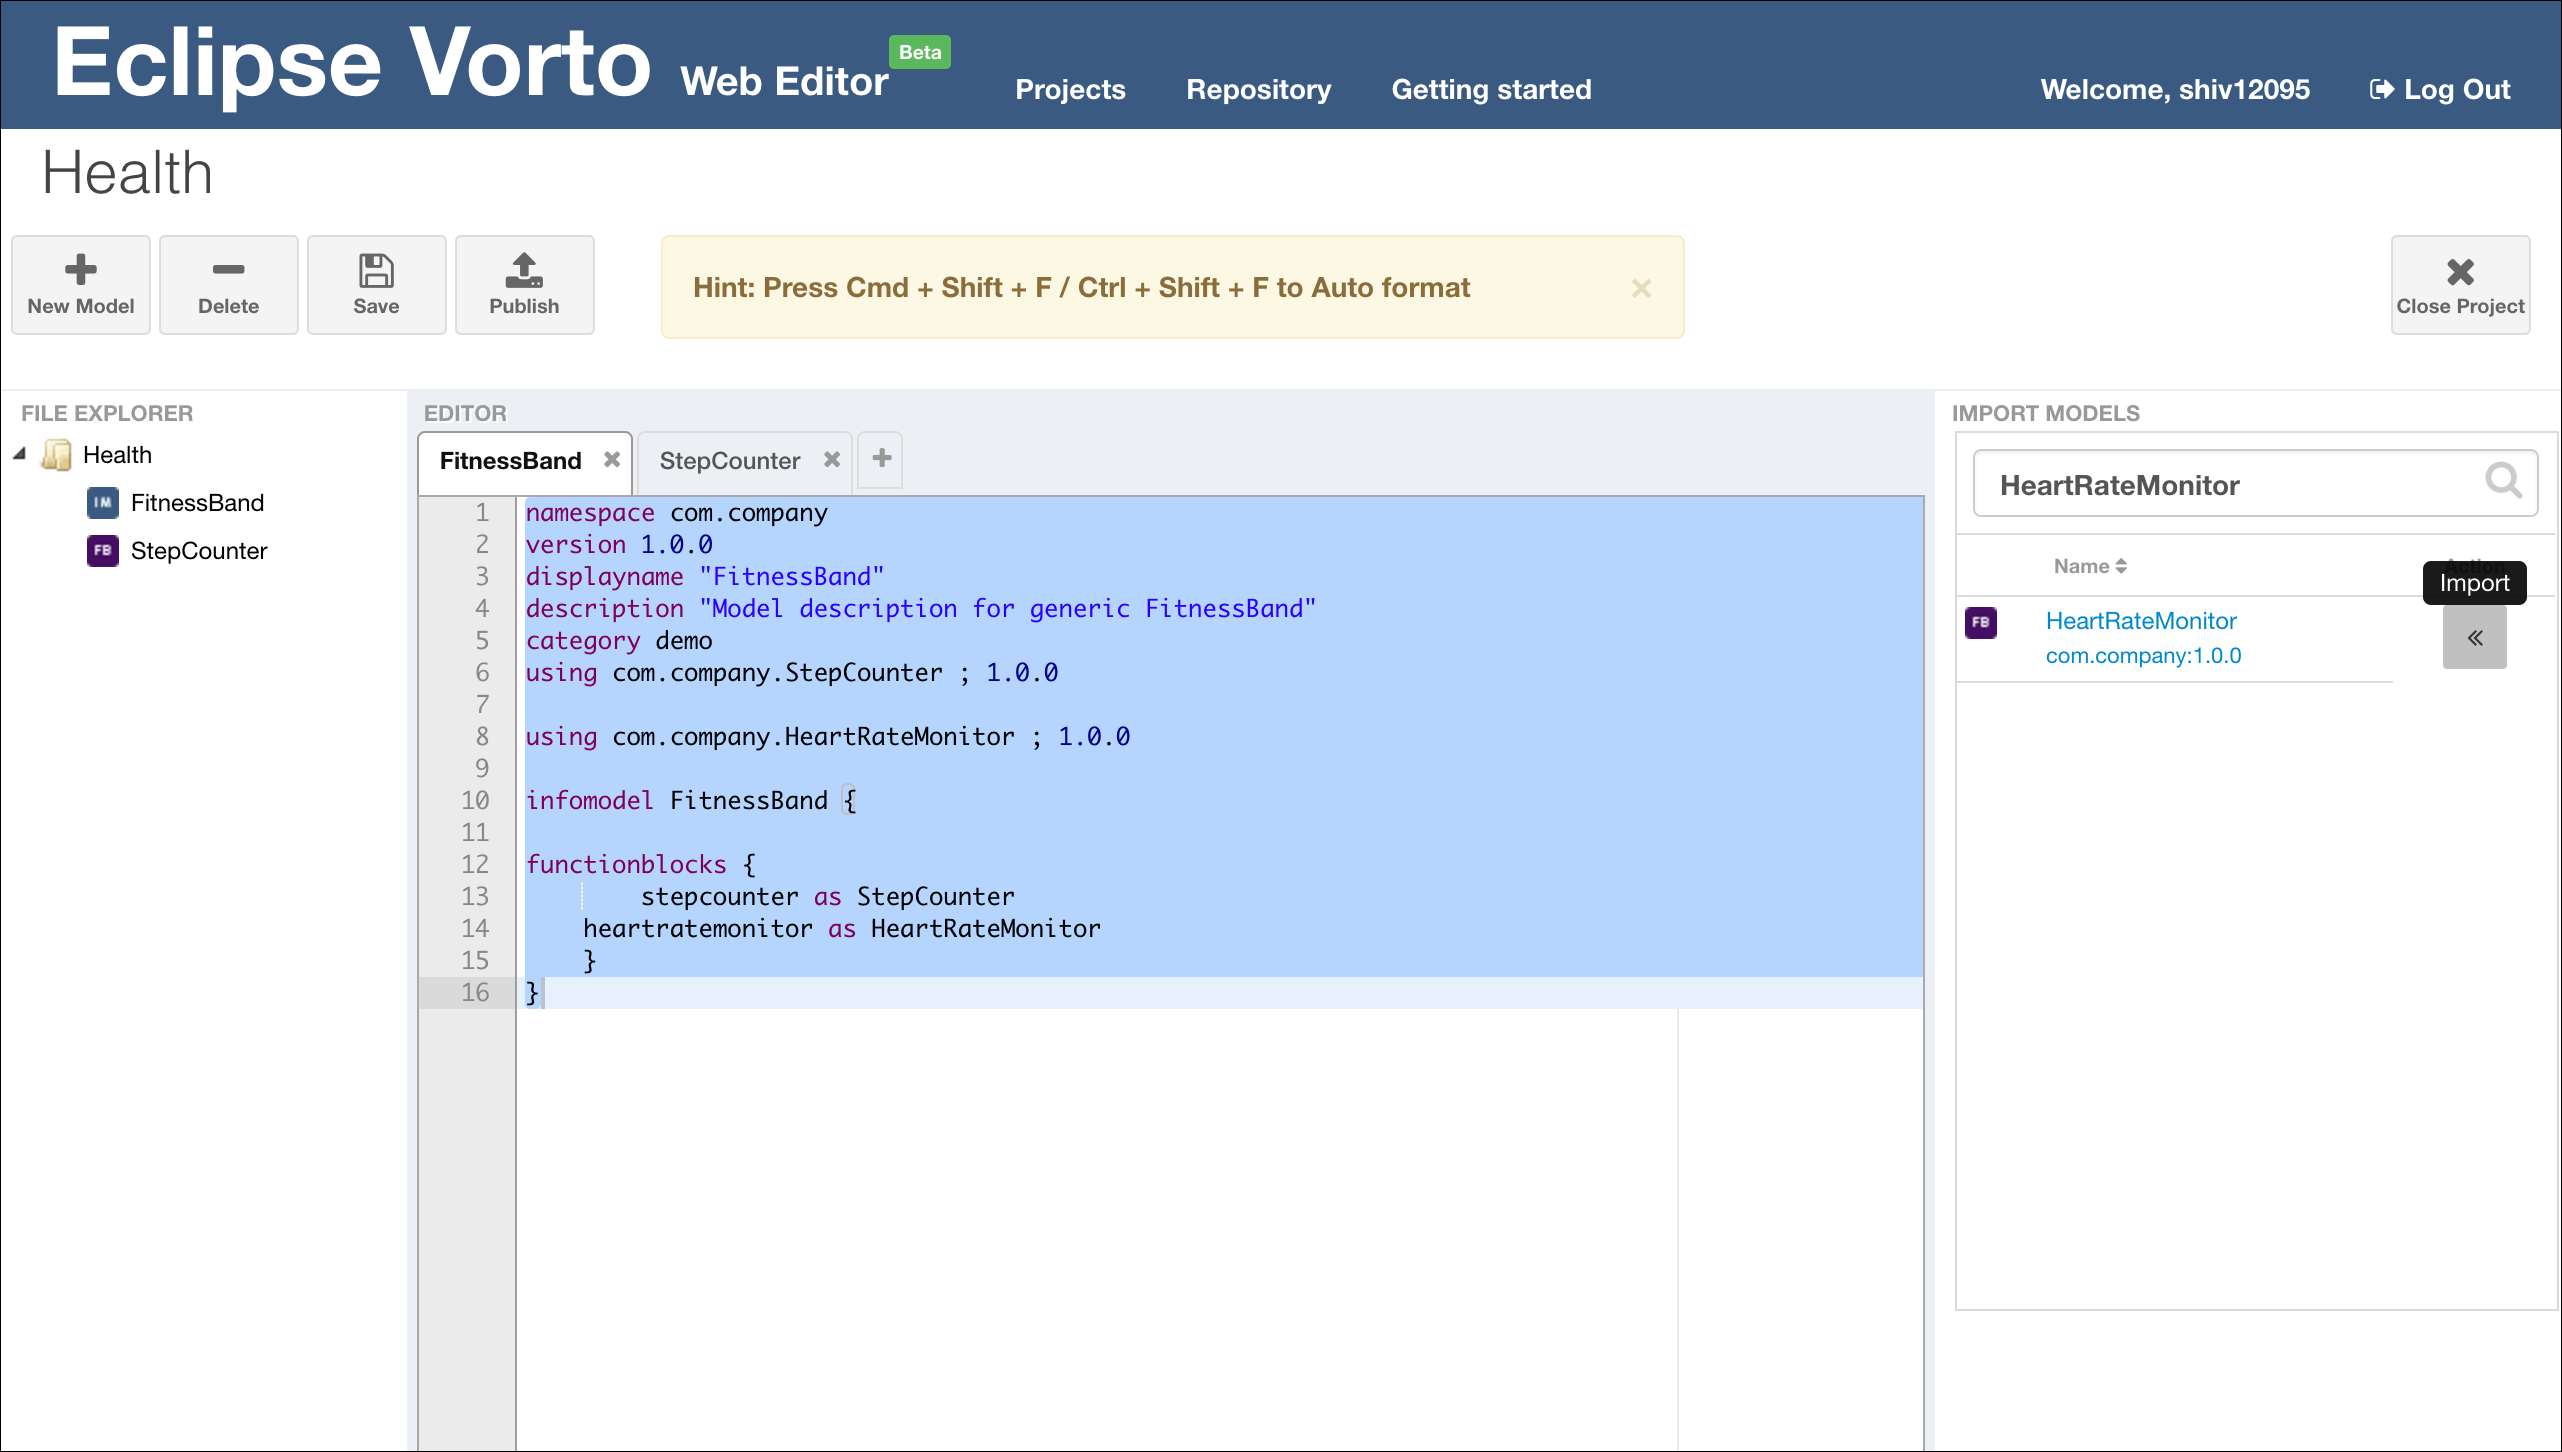 Eclipse Vorto Web Editor Beta
Projects Repository Getting started Welcome, shiv12095 Log Out
Health
New Model Delete Save Publish
Hint: Press Cmd + Shift + F / Ctrl + Shift + F to Auto format
Close Project
FILE EXPLORER
Health
IM FitnessBand
FB StepCounter
EDITOR
FitnessBand StepCounter
1 namespace com.company
2 version 1.0.0
3 displayname "FitnessBand"
4 description "Model description for generic FitnessBand"
5 category demo
6 using com.company.StepCounter ; 1.0.0
7
8 using com.company.HeartRateMonitor ; 1.0.0
9
10 infomodel FitnessBand {
11
12 functionblocks {
13 stepcounter as StepCounter
14 heartratemonitor as HeartRateMonitor
15 }
16 }
IMPORT MODELS
HeartRateMonitor
Name Action
Import
FB HeartRateMonitor
com.company:1.0.0